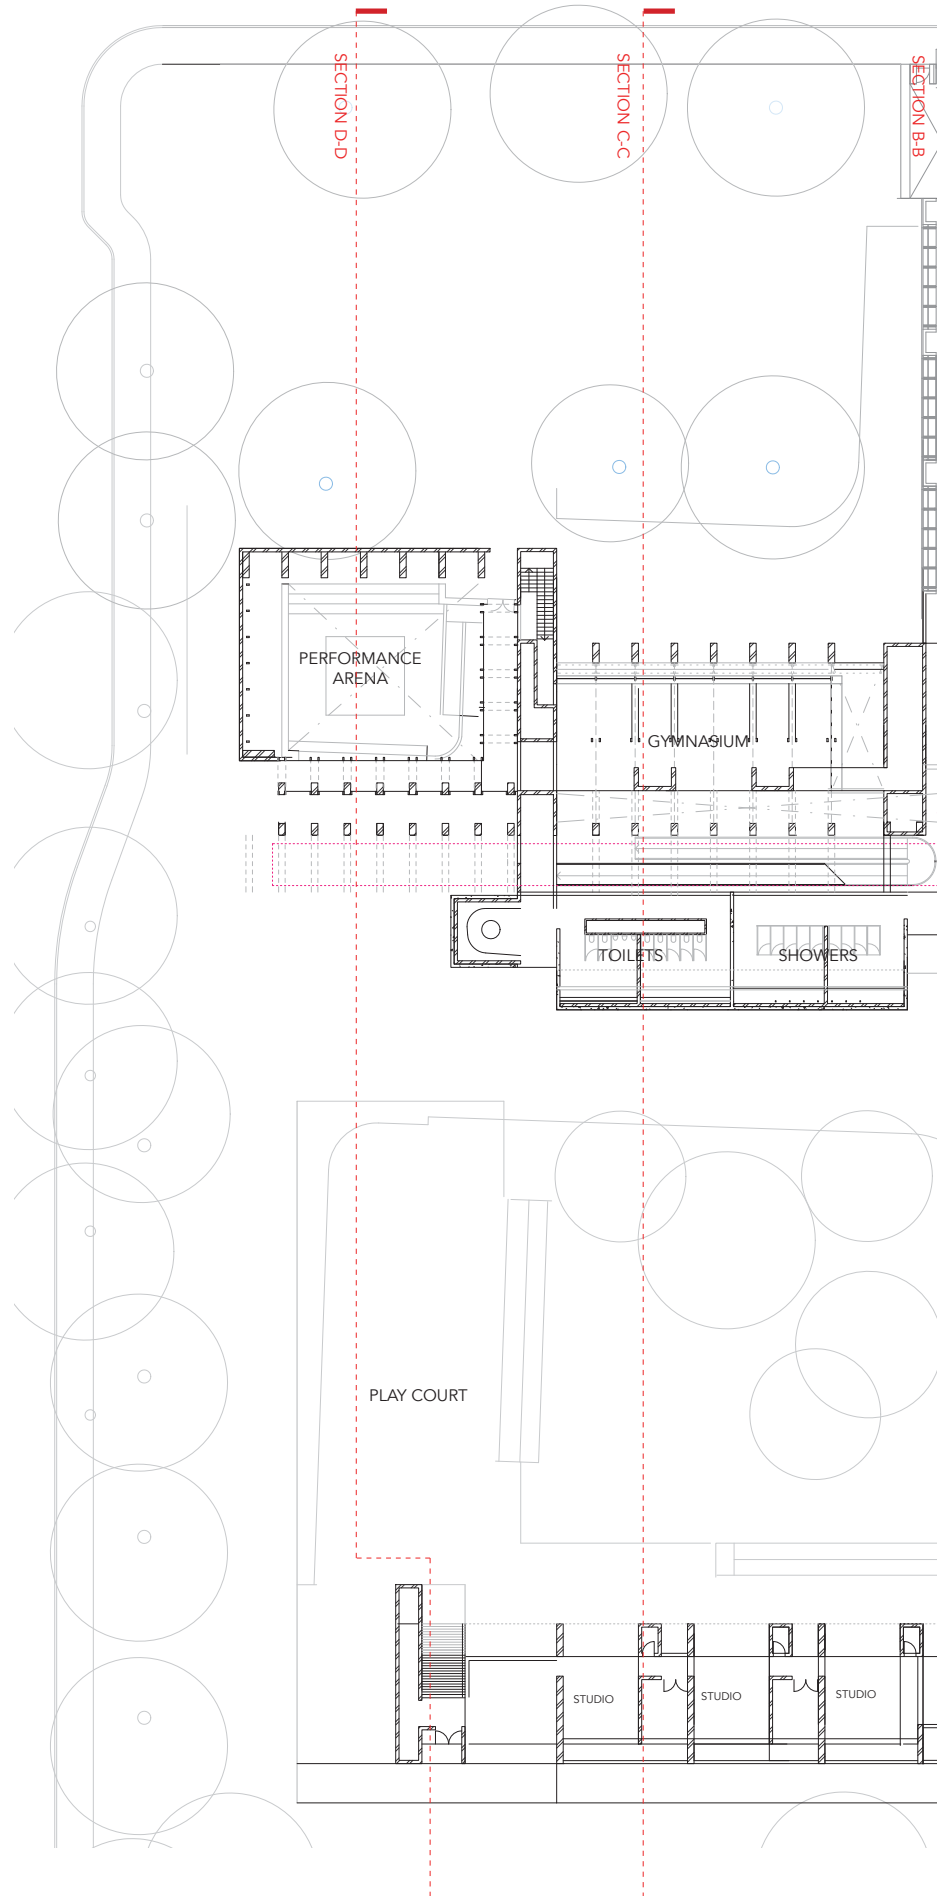 SECTION D-D
SECTION C-C
SECTION B-B
PERFORMANCE
ARENA
GYMNASIUM
TOILETS
SHOWERS
PLAY COURT
STUDIO
STUDIO
STUDIO